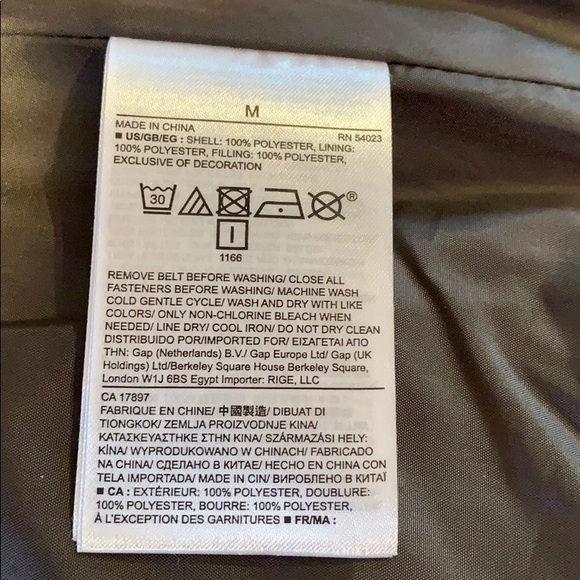 M
MADE IN CHINA RN 54023
■ US/GB/EG : SHELL: 100% POLYESTER, LINING:
100% POLYESTER, FILLING: 100% POLYESTER,
EXCLUSIVE OF DECORATION
30 ®
1166
REMOVE BELT BEFORE WASHING/ CLOSE ALL
FASTENERS BEFORE WASHING/ MACHINE WASH
COLD GENTLE CYCLE/ WASH AND DRY WITH LIKE
COLORS/ ONLY NON-CHLORINE BLEACH WHEN
NEEDED/ LINE DRY/ COOL IRON/ DO NOT DRY CLEAN
DISTRIBUIDO POR/IMPORTED FOR/ ΕΙΣΑΓΕΤΑΙ ΑΠΟ
ΤΗΝ: Gap (Netherlands) B.V./ Gap Europe Ltd/ Gap (UK
Holdings) Ltd/Berkeley Square House Berkeley Square,
London W1J 6BS Egypt Importer: RIGE, LLC
CA 17897
FABRIQUE EN CHINE/ 中國製造/ DIBUAT DI
TIONGKOK/ ZEMLJA PROIZVODNJE KINA/
ΚΑΤΑΣΚΕΥΑΣΤΗΚΕ ΣΤΗΝ ΚΙΝΑ/ SZÁRMAZÁSI HELY:
KÍNA/ WYPRODUKOWANO W CHINACH/ FABRICADO
NA CHINA/ СДЕЛАНО В КИТАЕ/ HECHO EN CHINA CON
TELA IMPORTADA/ MADE IN CIN/ ВИРОБЛЕНО В КИТАЇ
■ CA : EXTÉRIEUR: 100% POLYESTER, DOUBLURE:
100% POLYESTER, BOURRE: 100% POLYESTER,
À L'EXCEPTION DES GARNITURES ■ FR/MA :